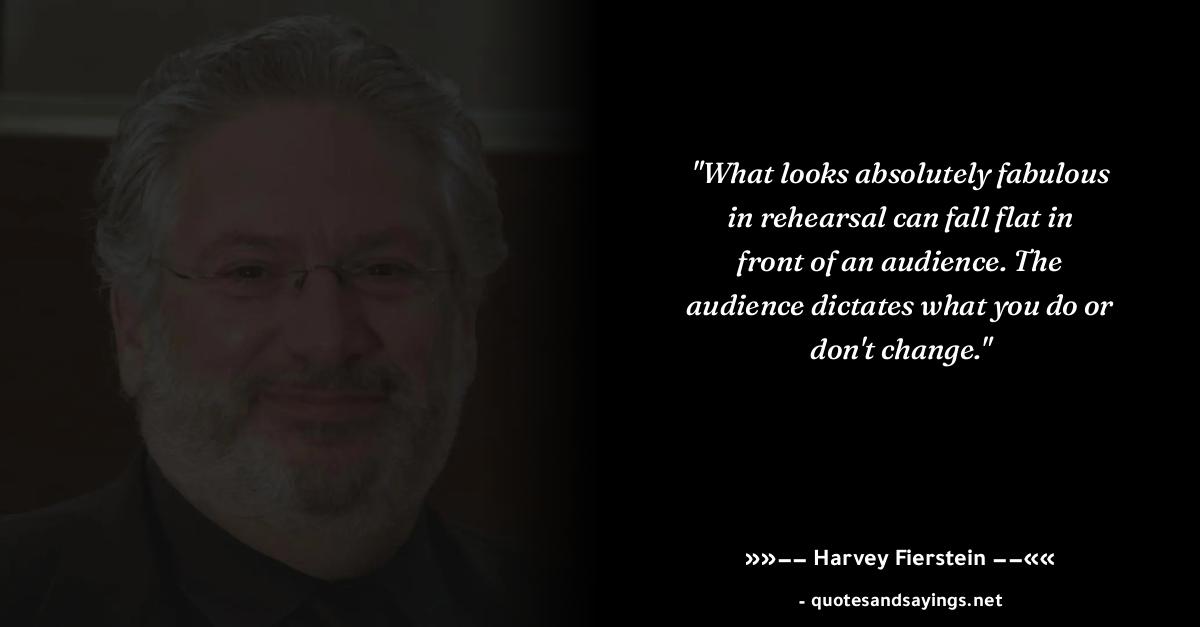 "What looks absolutely fabulous
in rehearsal can fall flat in
front of an audience. The
audience dictates what you do or
don't change."
»»−− Harvey Fierstein −−««
- quotesandsayings.net